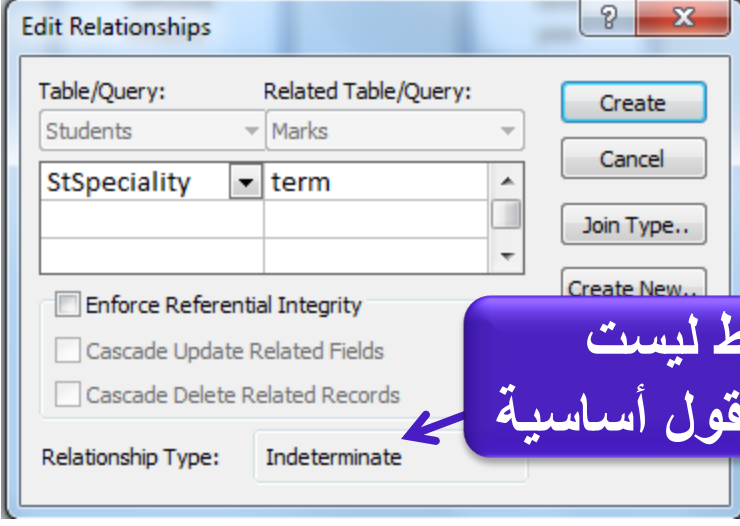 Edit Relationships
Table/Query: Related Table/Query:
Students Marks
StSpeciality term
Enforce Referential Integrity
Cascade Update Related Fields
Cascade Delete Related Records
Relationship Type: Indeterminate
Create
Cancel
Join Type..
Create New..
ليست
أساسية